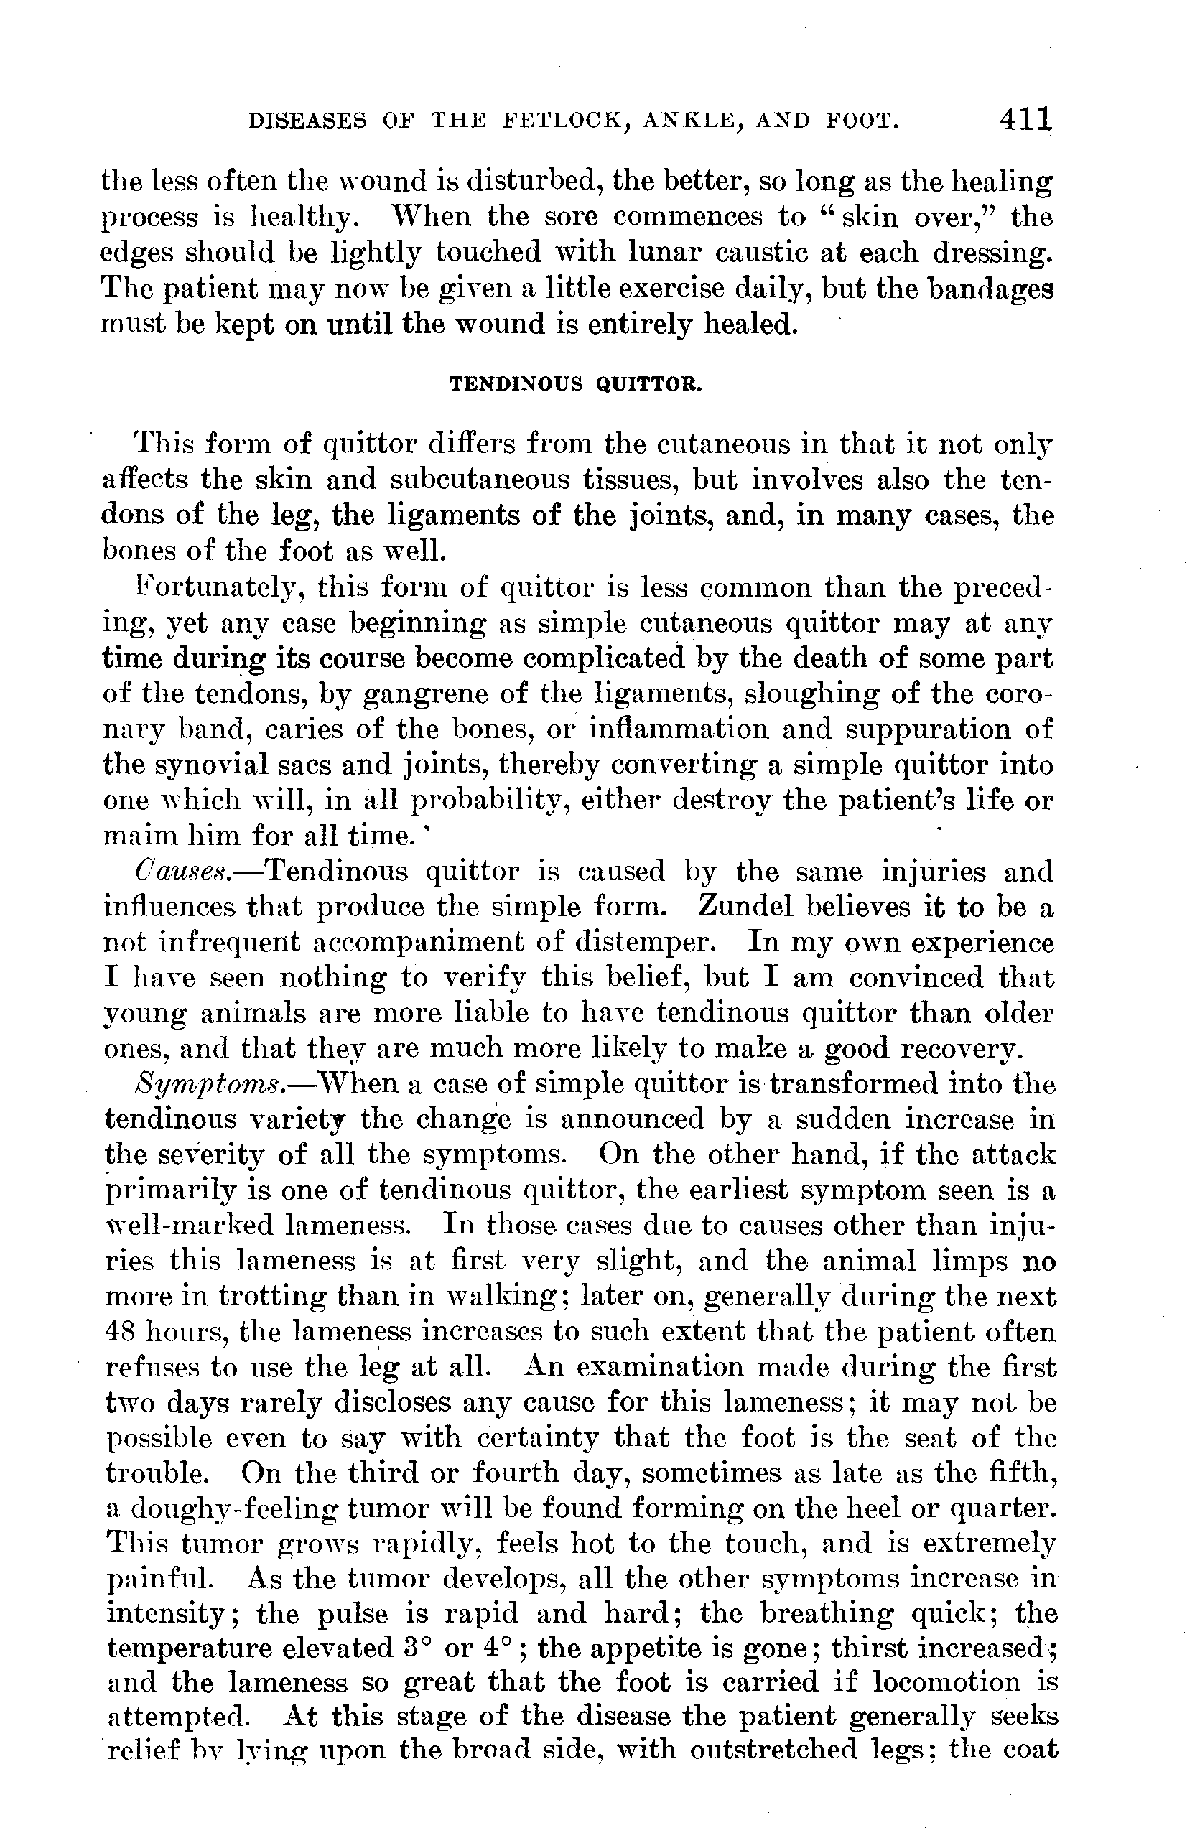 DISEASES OF THE FETLOCK, ANKLE, AND FOOT. 411
the less often the wound is disturbed, the better, so long as the healing
process is healthy. When the sore commences to “skin over,” the
edges should be lightly touched with lunar caustic at each dressing.
The patient may now be given a little exercise daily, but the bandages
must be kept on until the wound is entirely healed.
TENDINOUS QUITTOR.
This form of quittor differs from the cutaneous in that it not only
affects the skin and subcutaneous tissues, but involves also the ten-
dons of the leg, the ligaments of the joints, and, in many cases, the
bones of the foot as well.
Fortunately, this form of quittor is less common than the preced-
ing, yet any case beginning as simple cutaneous quittor may at any
time during its course become complicated by the death of some part
of the tendons, by gangrene of the ligaments, sloughing of the coro-
nary band, caries of the bones, or inflammation and suppuration of
the synovial sacs and joints, thereby converting a simple quittor into
one which will, in all probability, either destroy the patient's life or
maim him for all time.
Causes.—Tendinous quittor is caused by the same injuries and
influences that produce the simple form. Zundel believes it to be a
not infrequent accompaniment of distemper. In my own experience
I have seen nothing to verify this belief, but I am convinced that
young animals are more liable to have tendinous quittor than older
ones, and that they are much more likely to make a good recovery.
Symptoms.—When a case of simple quittor is transformed into the
tendinous variety the change is announced by a sudden increase in
the severity of all the symptoms. On the other hand, if the attack
primarily is one of tendinous quittor, the earliest symptom seen is a
well-marked lameness. In those cases due to causes other than inju-
ries this lameness is at first very slight, and the animal limps no
more in trotting than in walking; later on, generally during the next
48 hours, the lameness increases to such extent that the patient often
refuses to use the leg at all. An examination made during the first
two days rarely discloses any cause for this lameness; it may not be
possible even to say with certainty that the foot is the seat of the
trouble. On the third or fourth day, sometimes as late as the fifth,
a doughy-feeling tumor will be found forming on the heel or quarter.
This tumor grows rapidly, feels hot to the touch, and is extremely
painful. As the tumor develops, all the other symptoms increase in
intensity; the pulse is rapid and hard; the breathing quick; the
temperature elevated 3° or 4°; the appetite is gone; thirst increased;
and the lameness so great that the foot is carried if locomotion is
attempted. At this stage of the disease the patient generally seeks
relief by lying upon the broad side, with outstretched legs; the coat